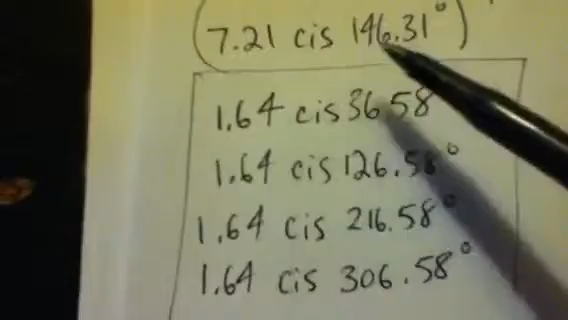 (7.21 cis 146.31°)
1.64 cis 36.58
1.64 cis 126.58°
1.64 cis 216.58°
1.64 cis 306.58°